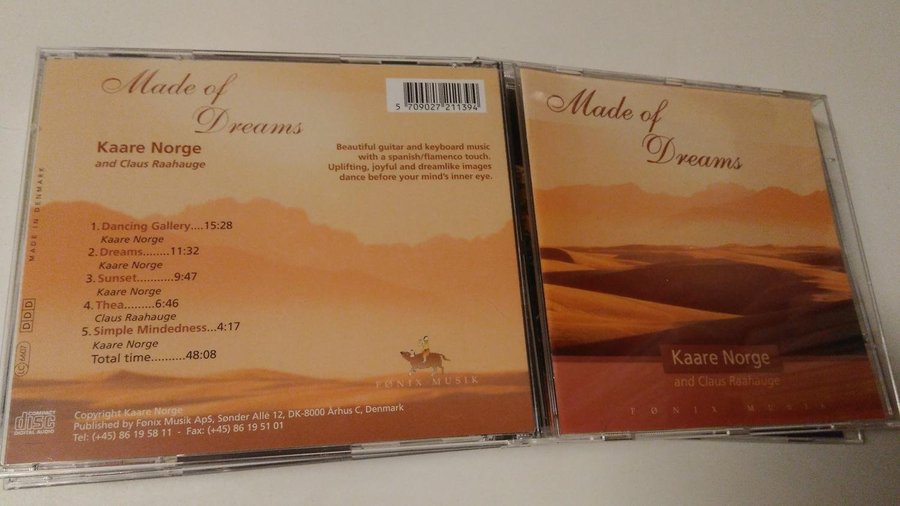 Made of
Dreams
5 709027 211394
Kaare Norge
and Claus Raahauge
Beautiful guitar and keyboard music
with a spanish/flamenco touch.
Uplifting, joyful and dreamlike images
dance before your mind's inner eye.
MADE IN DENMARK
1. Dancing Gallery....15:28
Kaare Norge
2. Dreams........11:32
Kaare Norge
3. Sunset...........9:47
Kaare Norge
4. Thea.........6:46
Claus Raahauge
5. Simple Mindedness...4:17
Kaare Norge
Total time..........48:08
DDD
LC 6607
FØNIX MUSIK
COMPACT
disc
DIGITAL AUDIO
Copyright Kaare Norge
Published by Fønix Musik ApS, Sønder Allé 12, DK-8000 Århus C, Denmark
Tel: (+45) 86 19 58 11 - Fax: (+45) 86 19 51 01
Made of
Dreams
Kaare Norge
and Claus Raahauge
FØNIX MUSIK